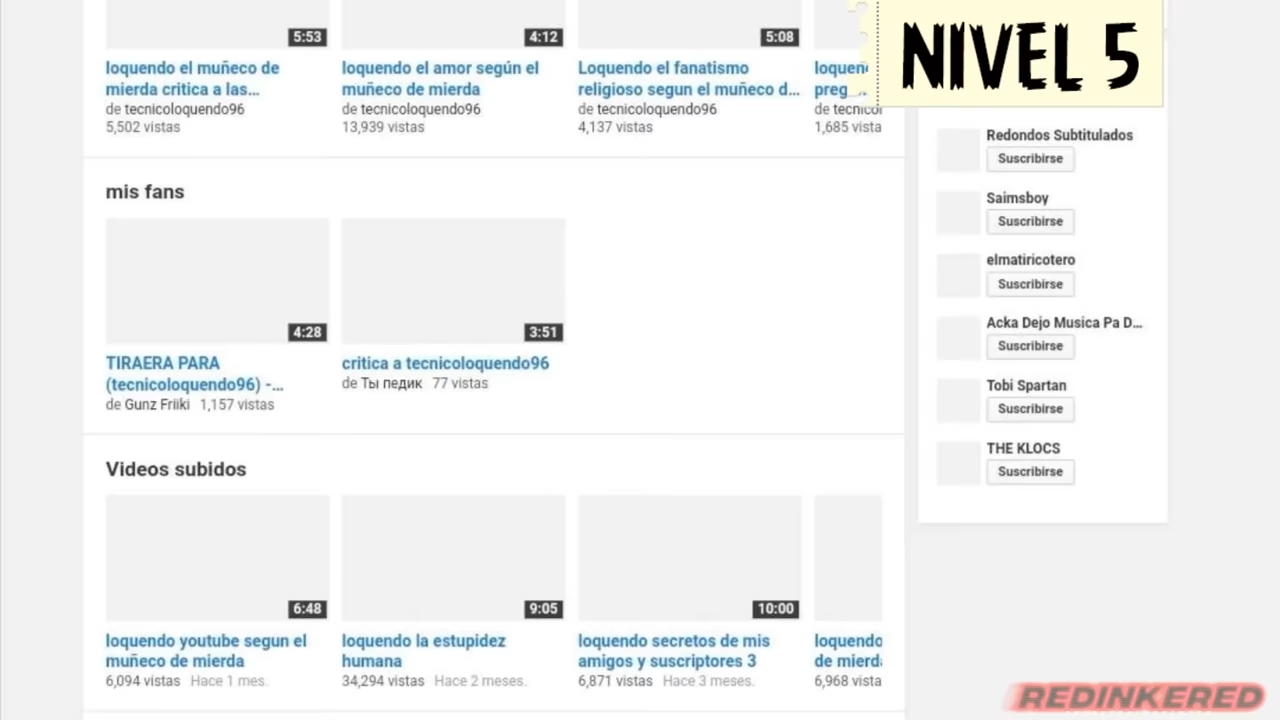 NIVEL 5
5:53
4:12
5:08
loquendo el muñeco de
mierda critica a las...
de tecnicoloquendo96
5,502 vistas
loquendo el amor según el
muñeco de mierda
de tecnicoloquendo96
13,939 vistas
Loquendo el fanatismo
religioso segun el muñeco d...
de tecnicoloquendo96
4,137 vistas
loquen
preg
de tecnicol
1,685 vista
mis fans
4:28
3:51
TIRAERA PARA
(tecnicoloquendo96) -...
de Gunz Friiki 1,157 vistas
critica a tecnicoloquendo96
de Ты педик 77 vistas
Videos subidos
6:48
9:05
10:00
loquendo youtube segun el
muñeco de mierda
6,094 vistas Hace 1 mes.
loquendo la estupidez
humana
34,294 vistas Hace 2 meses.
loquendo secretos de mis
amigos y suscriptores 3
6,871 vistas Hace 3 meses.
loquendo
de mierda
6,968 vista
Redondos Subtitulados
Suscribirse
Saimsboy
Suscribirse
elmatiricotero
Suscribirse
Acka Dejo Musica Pa D...
Suscribirse
Tobi Spartan
Suscribirse
THE KLOCS
Suscribirse
REDINKERED